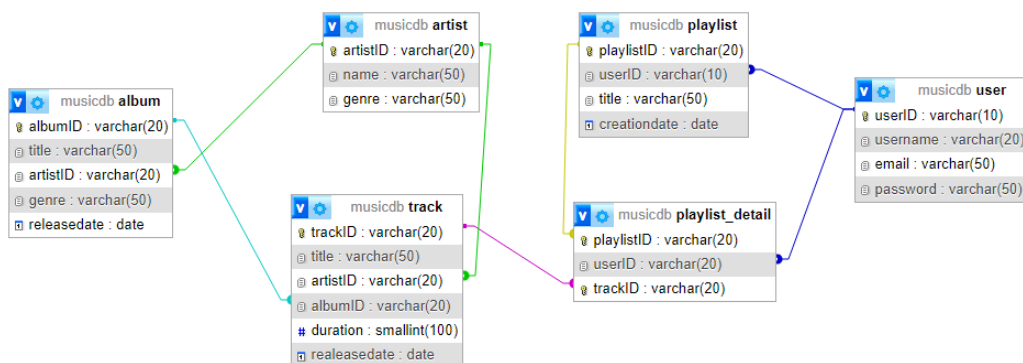 musicdb album
albumID : varchar(20)
title : varchar(50)
artistID : varchar(20)
genre : varchar(50)
releasedate : date
musicdb artist
artistID : varchar(20)
name : varchar(50)
genre : varchar(50)
musicdb track
trackID : varchar(20)
title : varchar(50)
artistID : varchar(20)
albumID : varchar(20)
# duration : smallint(100)
realeasedate : date
musicdb playlist
playlistID : varchar(20)
userID : varchar(10)
title : varchar(50)
creationdate : date
musicdb playlist_detail
playlistID : varchar(20)
userID : varchar(20)
trackID : varchar(20)
musicdb user
userID : varchar(10)
username : varchar(20)
email : varchar(50)
password : varchar(50)